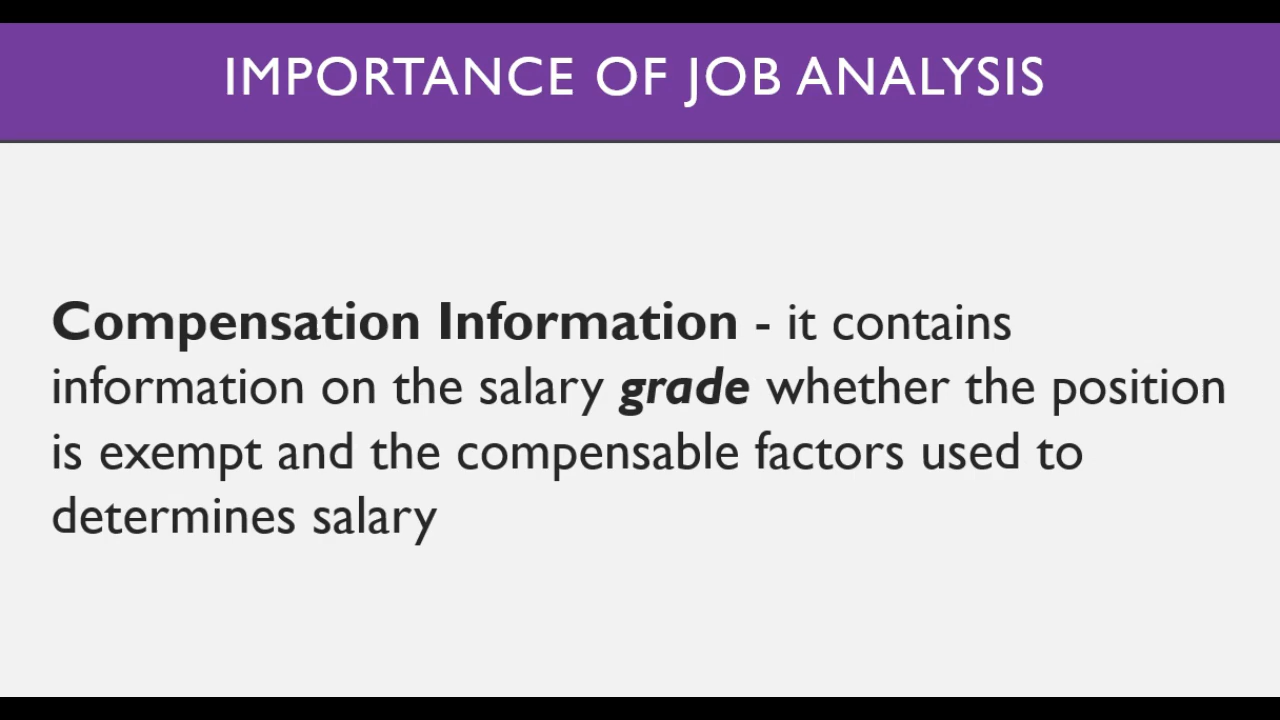 IMPORTANCE OF JOB ANALYSIS
Compensation Information - it contains
information on the salary grade whether the position
is exempt and the compensable factors used to
determines salary